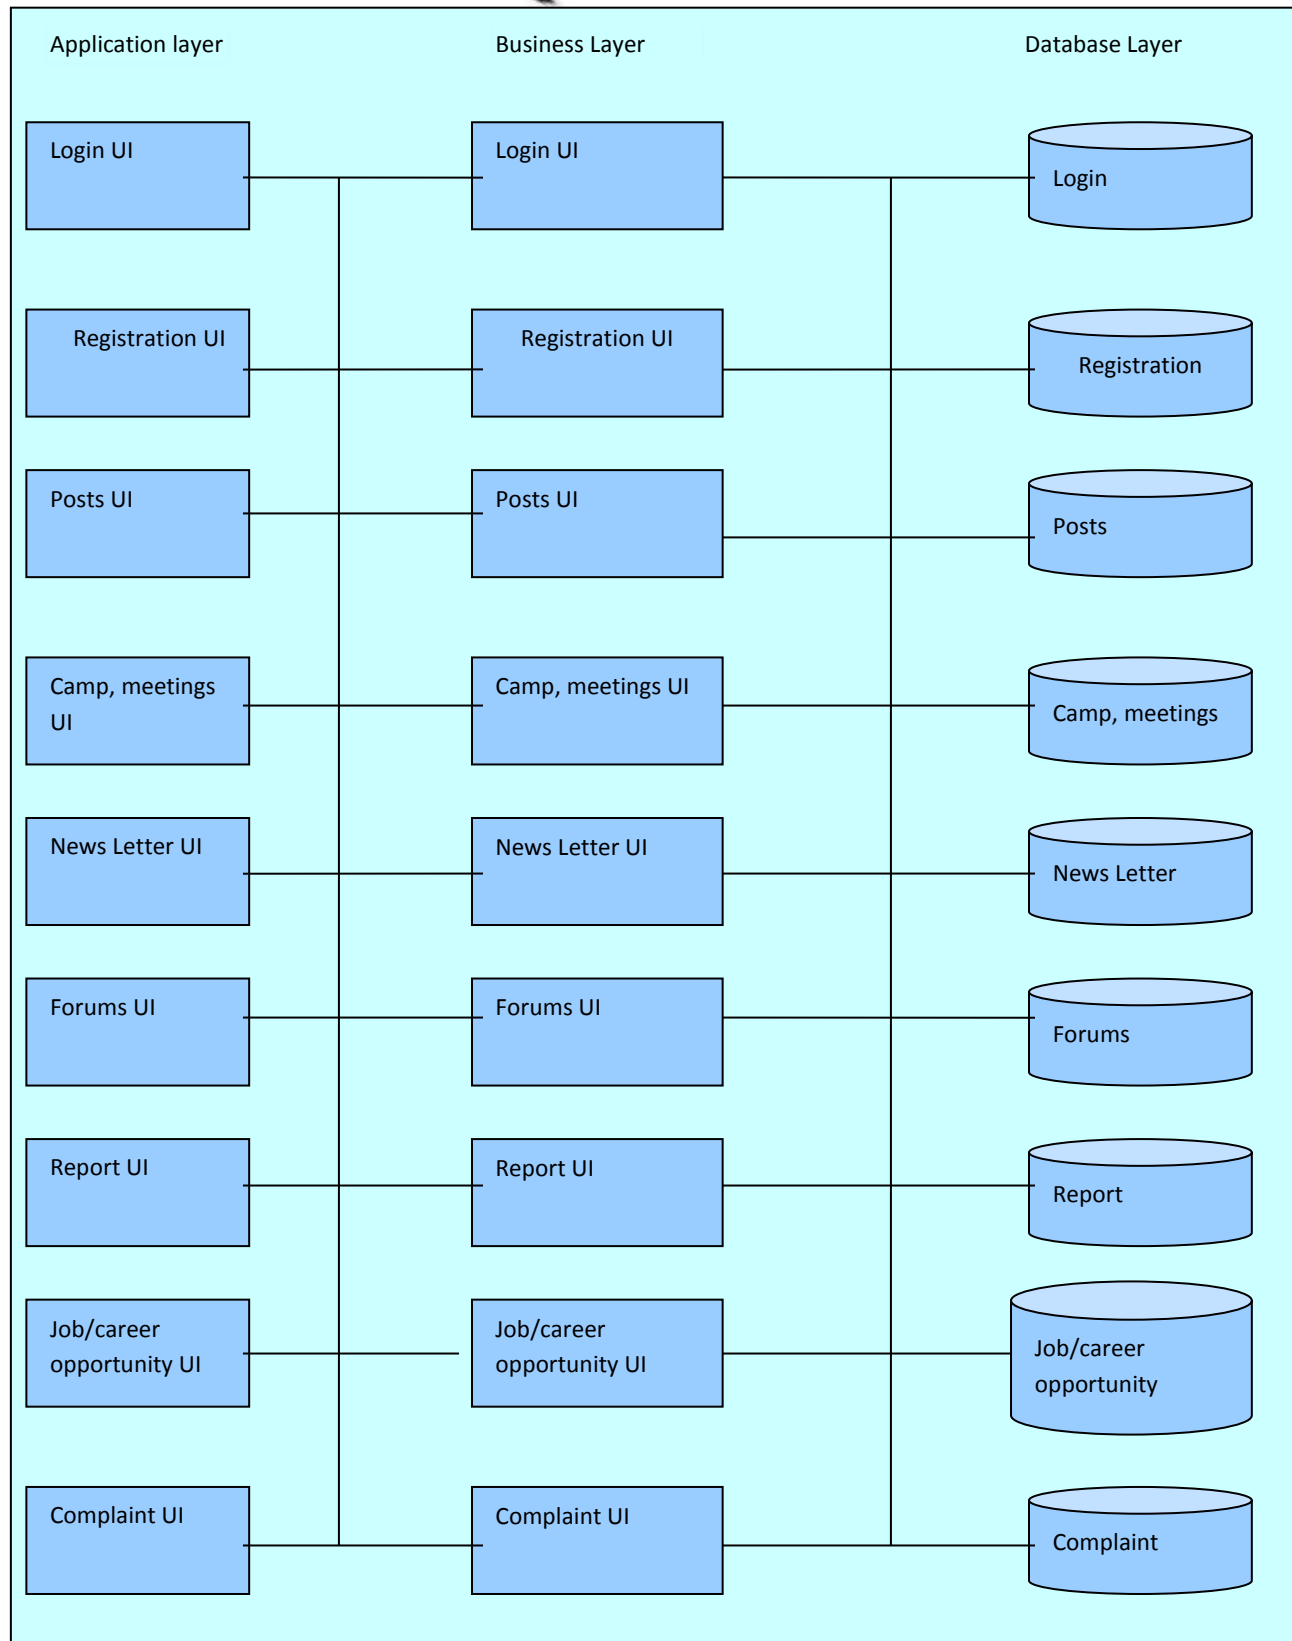 Application layer
Business Layer
Database Layer
Login UI
Login UI
Login
Registration UI
Registration UI
Registration
Posts UI
Posts UI
Posts
Camp, meetings
UI
Camp, meetings UI
Camp, meetings
News Letter UI
News Letter UI
News Letter
Forums UI
Forums UI
Forums
Report UI
Report UI
Report
Job/career
opportunity UI
Job/career
opportunity UI
Job/career
opportunity
Complaint UI
Complaint UI
Complaint